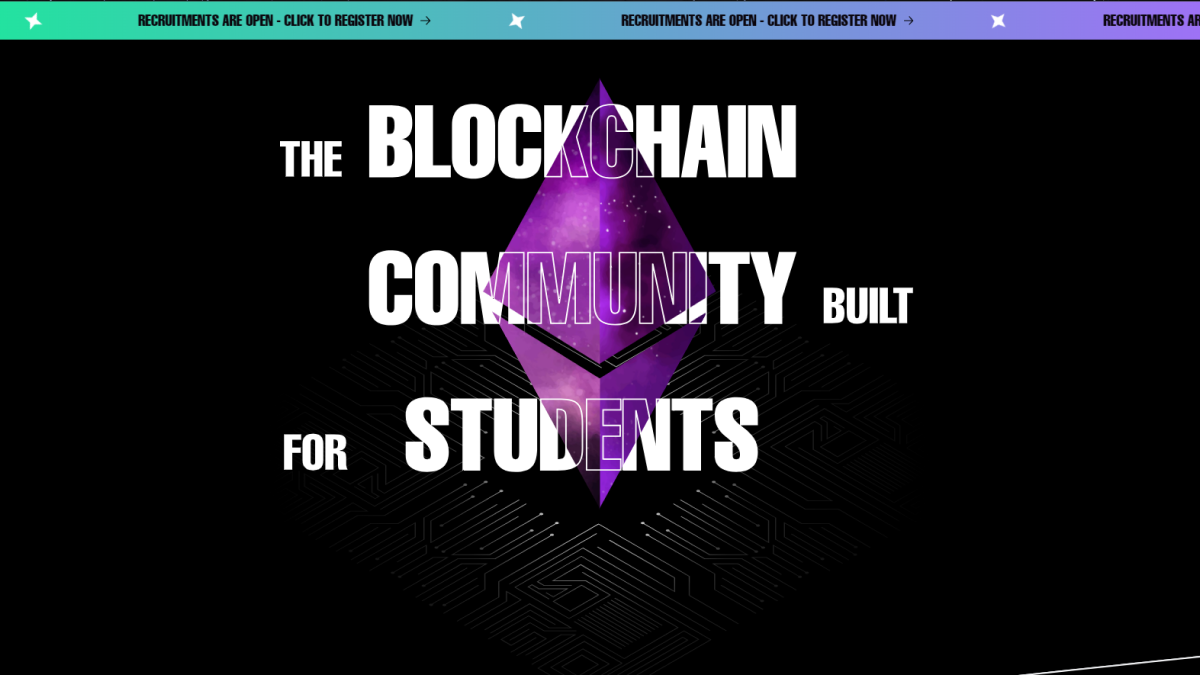 RECRUITMENTS ARE OPEN - CLICK TO REGISTER NOW → RECRUITMENTS ARE OPEN - CLICK TO REGISTER NOW → RECRUITMENTS
THE BLOCKCHAIN
COMMUNITY BUILT
FOR STUDENTS